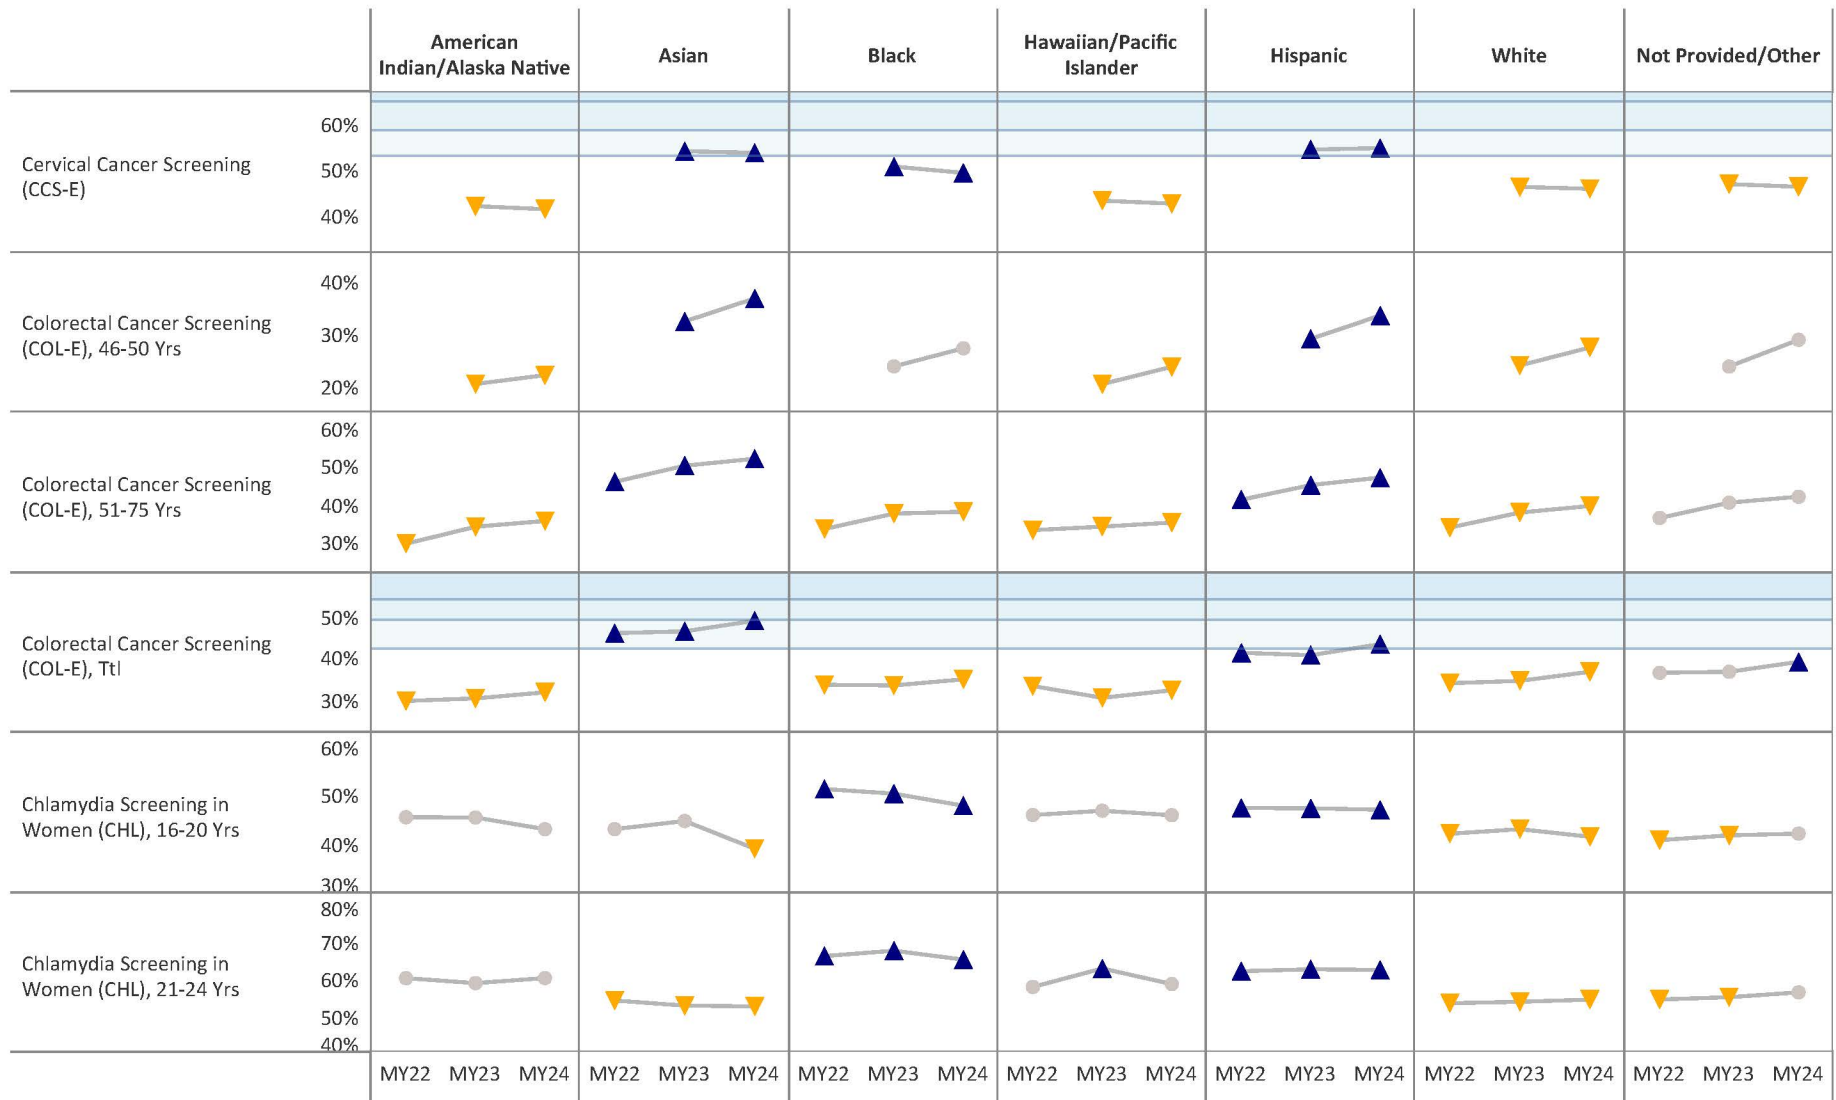 American
Indian/Alaska Native
Asian
Black
Hawaiian/Pacific
Islander
Hispanic
White
Not Provided/Other
Cervical Cancer Screening
(CCS-E)
60%
50%
40%
Colorectal Cancer Screening
(COL-E), 46-50 Yrs
40%
30%
20%
Colorectal Cancer Screening
(COL-E), 51-75 Yrs
60%
50%
40%
30%
Colorectal Cancer Screening
(COL-E), Ttl
50%
40%
30%
Chlamydia Screening in
Women (CHL), 16-20 Yrs
60%
50%
40%
30%
Chlamydia Screening in
Women (CHL), 21-24 Yrs
80%
70%
60%
50%
40%
MY22 MY23 MY24 MY22 MY23 MY24 MY22 MY23 MY24 MY22 MY23 MY24 MY22 MY23 MY24 MY22 MY23 MY24 MY22 MY23 MY24